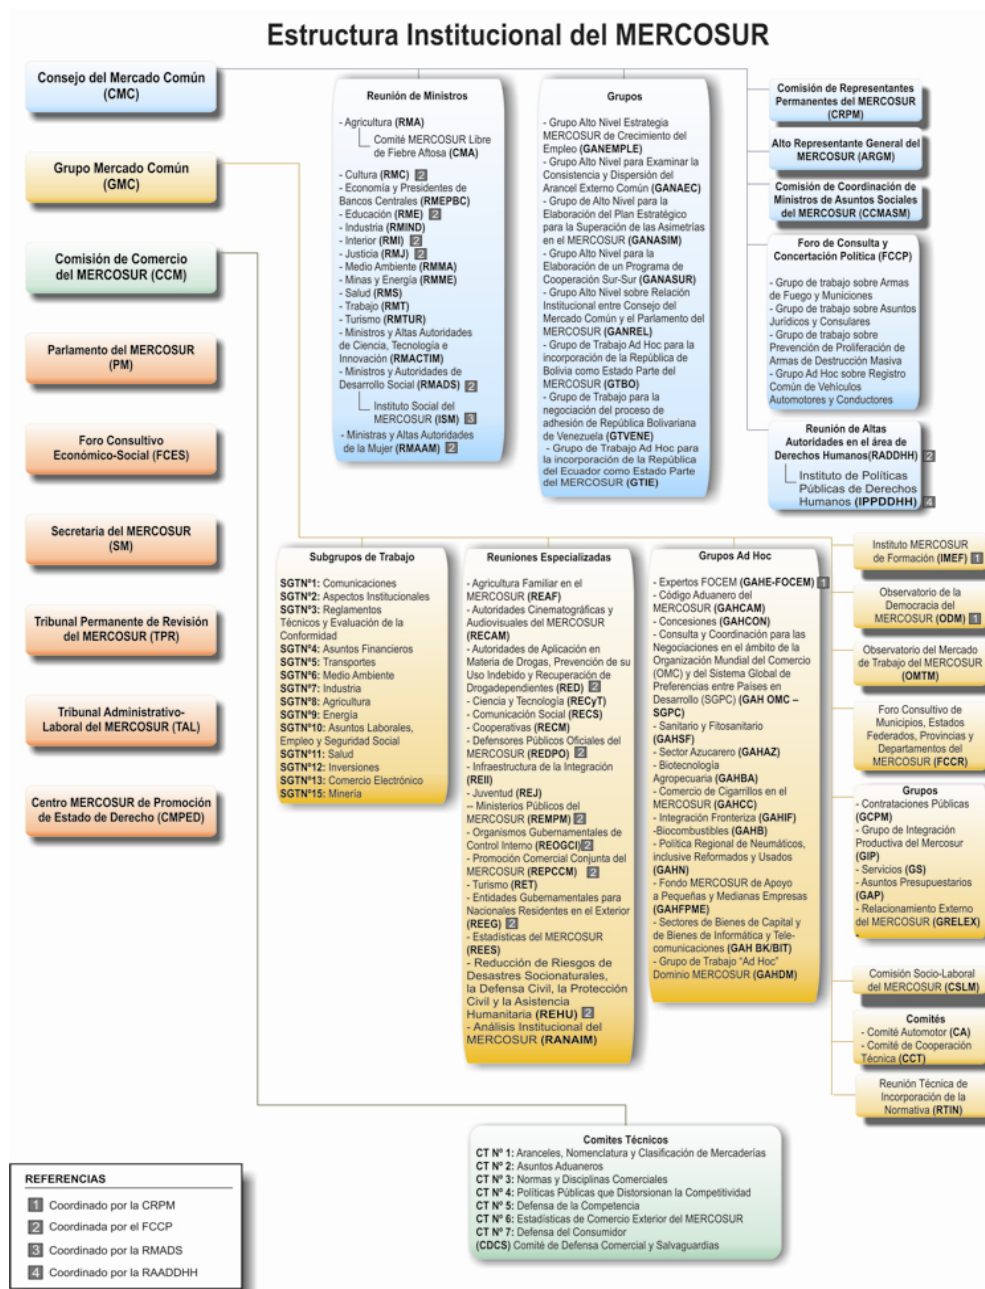 Estructura Institucional del MERCOSUR
Consejo del Mercado Común
(CMC)
Grupo Mercado Común
(GMC)
Comisión de Comercio
del MERCOSUR (CCM)
Parlamento del MERCOSUR
(PM)
Foro Consultivo
Económico-Social (FCES)
Secretaria del MERCOSUR
(SM)
Tribunal Permanente de Revisión
del MERCOSUR (TPR)
Tribunal Administrativo-
Laboral del MERCOSUR (TAL)
Centro MERCOSUR de Promoción
de Estado de Derecho (CMPED)
Reunión de Ministros
- Agricultura (RMA)
Comité MERCOSUR Libre
de Fiebre Aftosa (CMA)
- Cultura (RMC) 2
- Economía y Presidentes de
Bancos Centrales (RMEPBC)
- Educación (RME) 2
- Industria (RMIND)
- Interior (RMI) 2
- Justicia (RMJ) 2
- Medio Ambiente (RMMA)
- Minas y Energía (RMME)
- Salud (RMS)
- Trabajo (RMT)
- Turismo (RMTUR)
- Ministros y Altas Autoridades
de Ciencia, Tecnología e
Innovación (RMACTIM)
- Ministros y Autoridades de
Desarrollo Social (RMADS) 2
Instituto Social del
MERCOSUR (ISM) 3
- Ministras y Altas Autoridades
de la Mujer (RMAAM) 2
Grupos
- Grupo Alto Nivel Estrategia
MERCOSUR de Crecimiento del
Empleo (GANEMPLE)
- Grupo Alto Nivel para Examinar la
Consistencia y Dispersión del
Arancel Externo Común (GANAEC)
- Grupo de Alto Nivel para la
Elaboración del Plan Estratégico
para la Superación de las Asimetrías
en el MERCOSUR (GANASIM)
- Grupo Alto Nivel para la
Elaboración de un Programa de
Cooperación Sur-Sur (GANASUR)
- Grupo Alto Nivel sobre Relación
Institucional entre Consejo del
Mercado Común y el Parlamento del
MERCOSUR (GANREL)
- Grupo de Trabajo Ad Hoc para la
incorporación de la República de
Bolivia como Estado Parte del
MERCOSUR (GTBO)
- Grupo de Trabajo para la
negociación del proceso de
adhesión de República Bolivariana
de Venezuela (GTVENE)
- Grupo de Trabajo Ad Hoc para
la incorporación de la República
del Ecuador como Estado Parte
del MERCOSUR (GTIE)
Comisión de Representantes
Permanentes del MERCOSUR
(CRPM)
Alto Representante General del
MERCOSUR (ARGM)
Comisión de Coordinación de
Ministros de Asuntos Sociales
del MERCOSUR (CCMASM)
Foro de Consulta y
Concertación Política (FCCP)
- Grupo de trabajo sobre Armas
de Fuego y Municiones
- Grupo de trabajo sobre Asuntos
Jurídicos y Consulares
- Grupo de trabajo sobre
Prevención de Proliferación de
Armas de Destrucción Masiva
- Grupo Ad Hoc sobre Registro
Común de Vehículos
Automotores y Conductores
Reunión de Altas
Autoridades en el área de
Derechos Humanos(RADDHH) 2
Instituto de Políticas
Públicas de Derechos
Humanos (IPPDDHH) 4
Subgrupos de Trabajo
SGTNº1: Comunicaciones
SGTNº2: Aspectos Institucionales
SGTNº3: Reglamentos
Técnicos y Evaluación de la
Conformidad
SGTNº4: Asuntos Financieros
SGTNº5: Transportes
SGTNº6: Medio Ambiente
SGTNº7: Industria
SGTNº8: Agricultura
SGTNº9: Energía
SGTNº10: Asuntos Laborales,
Empleo y Seguridad Social
SGTNº11: Salud
SGTNº12: Inversiones
SGTNº13: Comercio Electrónico
SGTNº15: Minería
Reuniones Especializadas
- Agricultura Familiar en el
MERCOSUR (REAF)
- Autoridades Cinematográficas y
Audiovisuales del MERCOSUR
(RECAM)
- Autoridades de Aplicación en
Materia de Drogas, Prevención de su
Uso Indebido y Recuperación de
Drogadependientes (RED) 2
- Ciencia y Tecnología (RECyT)
- Comunicación Social (RECS)
- Cooperativas (RECM)
- Defensores Públicos Oficiales del
MERCOSUR (REDPO) 2
- Infraestructura de la Integración
(REII)
- Juventud (REJ)
-- Ministerios Públicos del
MERCOSUR (REMPM) 2
- Organismos Gubernamentales de
Control Interno (REOGCI) 2
- Promoción Comercial Conjunta del
MERCOSUR (REPCCM) 2
- Turismo (RET)
- Entidades Gubernamentales para
Nacionales Residentes en el Exterior
(REEG) 2
- Estadísticas del MERCOSUR
(REES)
- Reducción de Riesgos de
Desastres Socionaturales,
la Defensa Civil, la Protección
Civil y la Asistencia
Humanitaria (REHU) 2
- Análisis Institucional del
MERCOSUR (RANAIM)
Grupos Ad Hoc
- Expertos FOCEM (GAHE-FOCEM) 1
- Código Aduanero del
MERCOSUR (GAHCAM)
- Concesiones (GAHCON)
- Consulta y Coordinación para las
Negociaciones en el ámbito de la
Organización Mundial del Comercio
(OMC) y del Sistema Global de
Preferencias entre Países en
Desarrollo (SGPC) (GAH OMC –
SGPC)
- Sanitario y Fitosanitario
(GAHSF)
- Sector Azucarero (GAHAZ)
- Biotecnología
Agropecuaria (GAHBA)
- Comercio de Cigarrillos en el
MERCOSUR (GAHCC)
- Integración Fronteriza (GAHIF)
-Biocombustibles (GAHB)
- Política Regional de Neumáticos,
inclusive Reformados y Usados
(GAHN)
- Fondo MERCOSUR de Apoyo
a Pequeñas y Medianas Empresas
(GAHFPME)
- Sectores de Bienes de Capital y
de Bienes de Informática y Tele-
comunicaciones (GAH BK/BIT)
- Grupo de Trabajo "Ad Hoc"
Dominio MERCOSUR (GAHDM)
Instituto MERCOSUR
de Formación (IMEF) 1
Observatorio de la
Democracia del
MERCOSUR (ODM) 1
Observatorio del Mercado
de Trabajo del MERCOSUR
(OMTM)
Foro Consultivo de
Municipios, Estados
Federados, Provincias y
Departamentos del
MERCOSUR (FCCR)
Grupos
- Contrataciones Públicas
(GCPM)
- Grupo de Integración
Productiva del Mercosur
(GIP)
- Servicios (GS)
- Asuntos Presupuestarios
(GAP)
- Relacionamiento Externo
del MERCOSUR (GRELEX)
Comisión Socio-Laboral
del MERCOSUR (CSLM)
Comités
- Comité Automotor (CA)
- Comité de Cooperación
Técnica (CCT)
Reunión Técnica de
Incorporación de la
Normativa (RTIN)
Comites Técnicos
CT Nº 1: Aranceles, Nomenclatura y Clasificación de Mercaderías
CT Nº 2: Asuntos Aduaneros
CT Nº 3: Normas y Disciplinas Comerciales
CT Nº 4: Políticas Públicas que Distorsionan la Competitividad
CT Nº 5: Defensa de la Competencia
CT Nº 6: Estadísticas de Comercio Exterior del MERCOSUR
CT Nº 7: Defensa del Consumidor
(CDCS) Comité de Defensa Comercial y Salvaguardias
REFERENCIAS
1 Coordinado por la CRPM
2 Coordinada por el FCCP
3 Coordinado por la RMADS
4 Coordinado por la RAADDHH